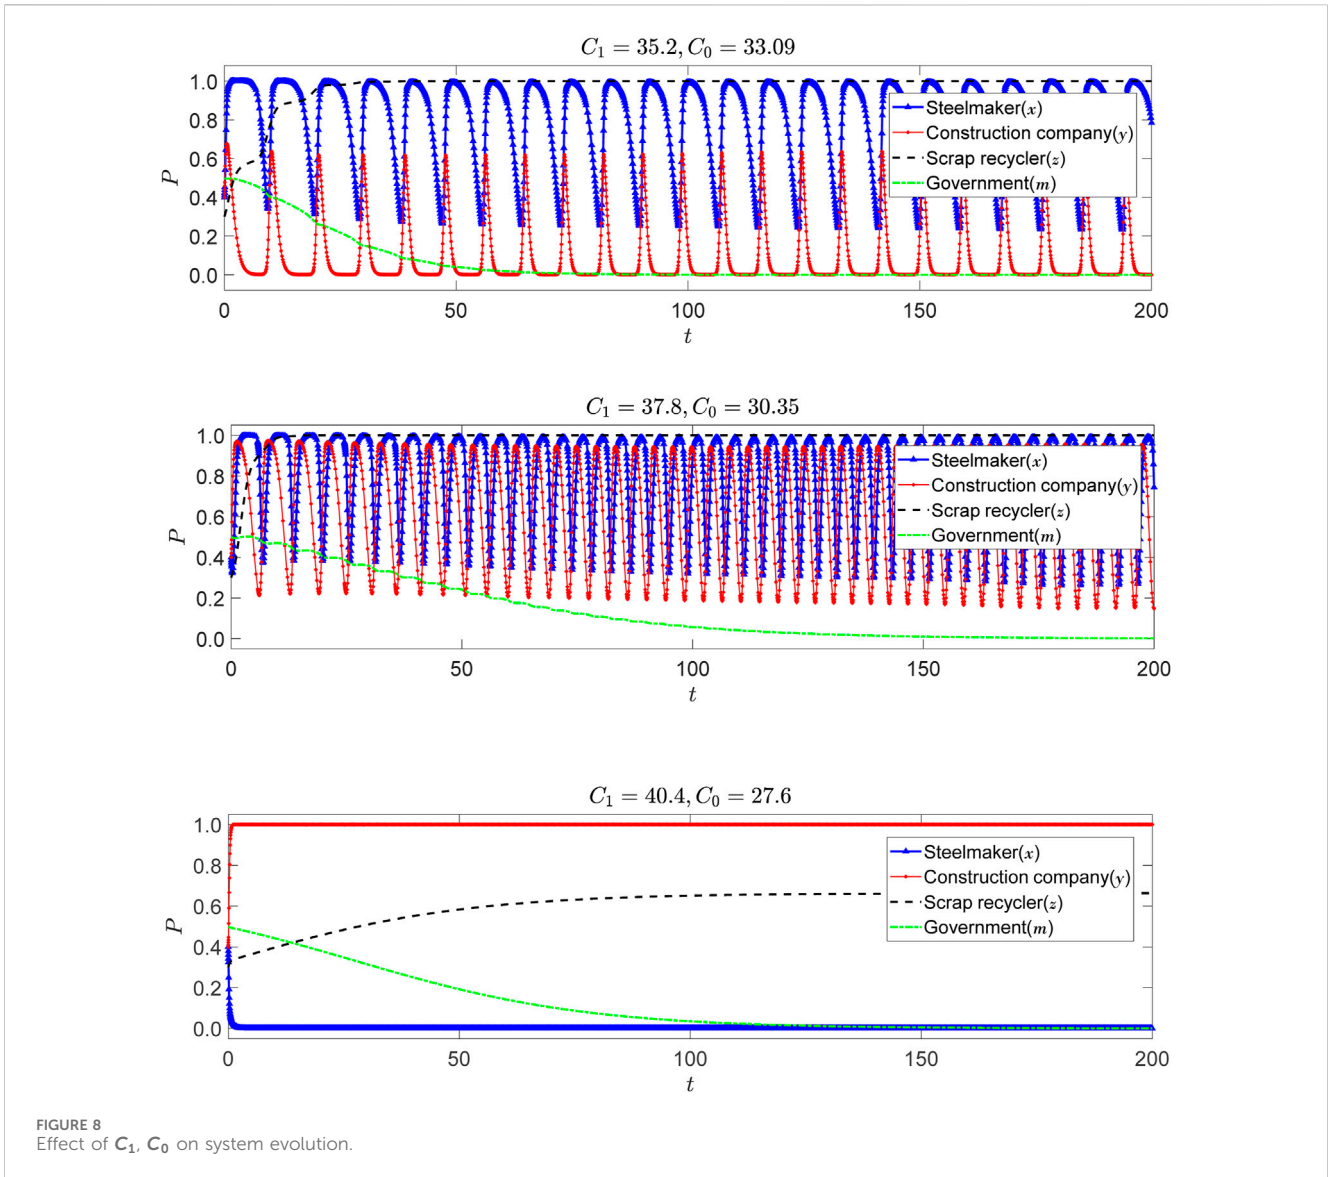 C₁ = 35.2, C₀ = 33.09
1.0
0.8
0.6
0.4
0.2
0.0
P
Steelmaker(x)
Construction company(y)
Scrap recycler(z)
Government(m)
0 50 100 150 200
t
C₁ = 37.8, C₀ = 30.35
1.0
0.8
0.6
0.4
0.2
0.0
P
Steelmaker(x)
Construction company(y)
Scrap recycler(z)
Government(m)
0 50 100 150 200
t
C₁ = 40.4, C₀ = 27.6
1.0
0.8
0.6
0.4
0.2
0.0
P
Steelmaker(x)
Construction company(y)
Scrap recycler(z)
Government(m)
0 50 100 150 200
t
FIGURE 8
Effect of C₁, C₀ on system evolution.